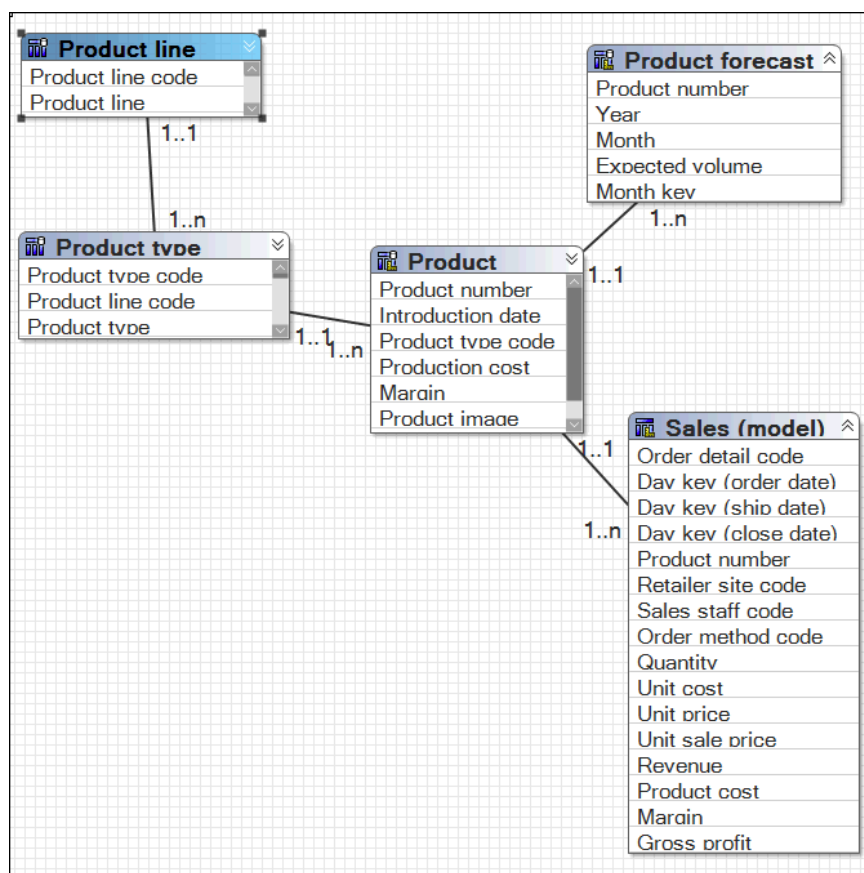 Product line
Product line code
Product line
1..1
1..n
Product type
Product type code
Product line code
Product type
1..1
1..n
Product
Product number
Introduction date
Product type code
Production cost
Margin
Product image
Product forecast
Product number
Year
Month
Expected volume
Month key
1..n
1..1
1..1
1..n
Sales (model)
Order detail code
Day key (order date)
Day key (ship date)
Day key (close date)
Product number
Retailer site code
Sales staff code
Order method code
Quantity
Unit cost
Unit price
Unit sale price
Revenue
Product cost
Margin
Gross profit